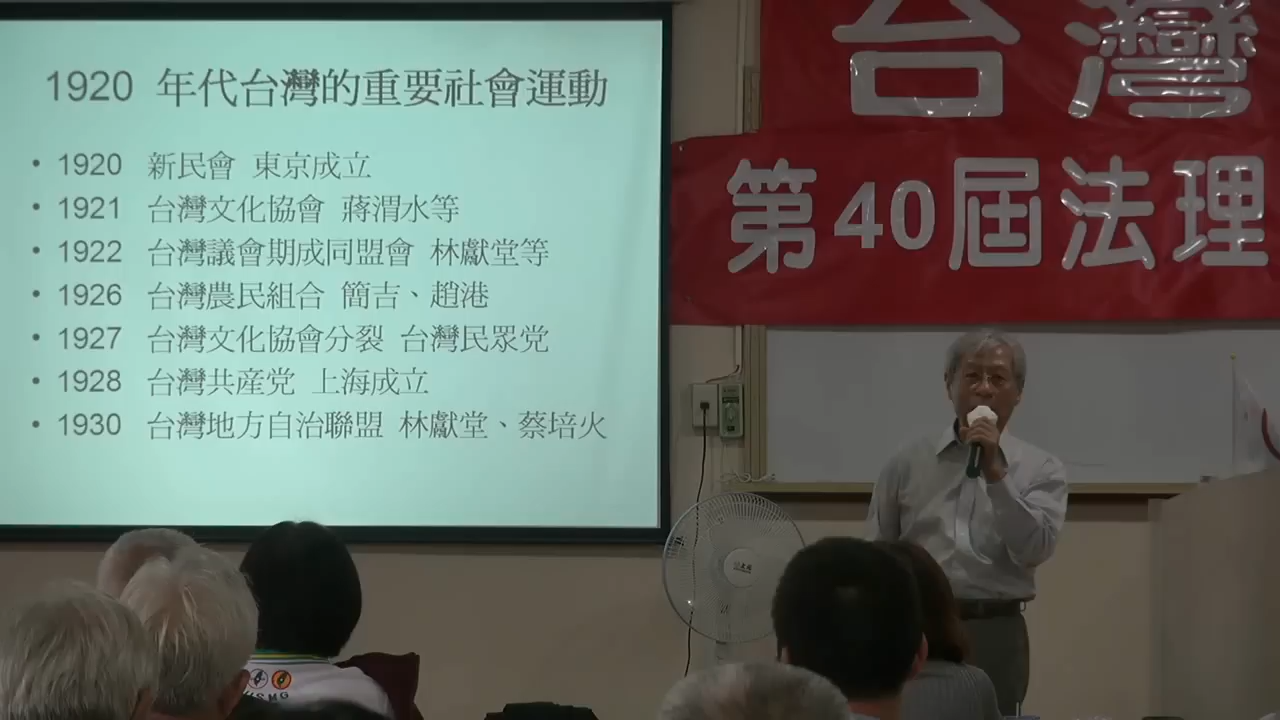 1920 年代台灣的重要社會運動
• 1920 新民會 東京成立
• 1921 台灣文化協會 蔣渭水等
• 1922 台灣議會期成同盟會 林獻堂等
• 1926 台灣農民組合 簡吉、趙港
• 1927 台灣文化協會分裂 台灣民眾党
• 1928 台灣共産党 上海成立
• 1930 台灣地方自治聯盟 林獻堂、蔡培火
台灣
第40屆法理
SMG